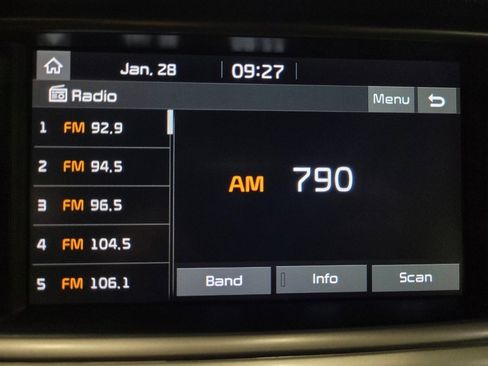 Jan. 28 09:27
Radio Menu
1 FM 92.9
2 FM 94.5
3 FM 96.5
4 FM 104.5
5 FM 106.1
AM 790
Band Info Scan